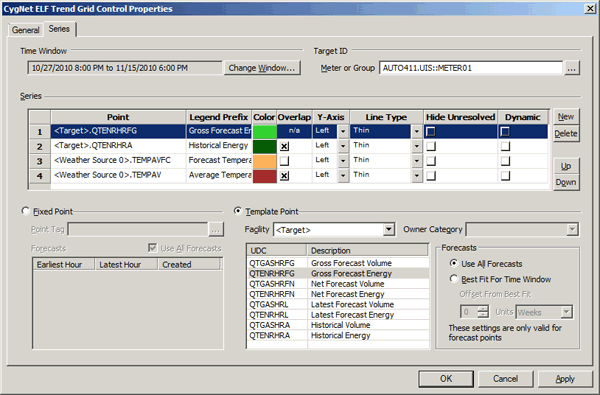 CygNet ELF Trend Grid Control Properties
General Series
Time Window Target ID
10/27/2010 8:00 PM to 11/15/2010 6:00 PM Change Window... Meter or Group AUTO411.UIS::METER01 ...
Series
Point Legend Prefix Color Overlap Y-Axis Line Type Hide Unresolved Dynamic
1 <Target>.QTENRHRFG Gross Forecast En n/a Left Thin
2 <Target>.QTENRHRA Historical Energy Left Thin
3 <Weather Source 0>.TEMPAVFC Forecast Tempera Left Thin
4 <Weather Source 0>.TEMPAV Average Tempera Left Thin
New
Delete
Up
Down
Fixed Point Template Point
Point Tag ... Facility <Target> Owner Category
Forecasts Use All Forecasts
Earliest Hour Latest Hour Created
UDC Description
QTGASHRFG Gross Forecast Volume
QTENRHRFG Gross Forecast Energy
QTGASHRFN Net Forecast Volume
QTENRHRFN Net Forecast Energy
QTGASHRL Latest Forecast Volume
QTENRHRL Latest Forecast Energy
QTGASHRA Historical Volume
QTENRHRA Historical Energy
Forecasts
Use All Forecasts
Best Fit For Time Window
Offset From Best Fit
0 Units Weeks
These settings are only valid for
forecast points
OK Cancel Apply